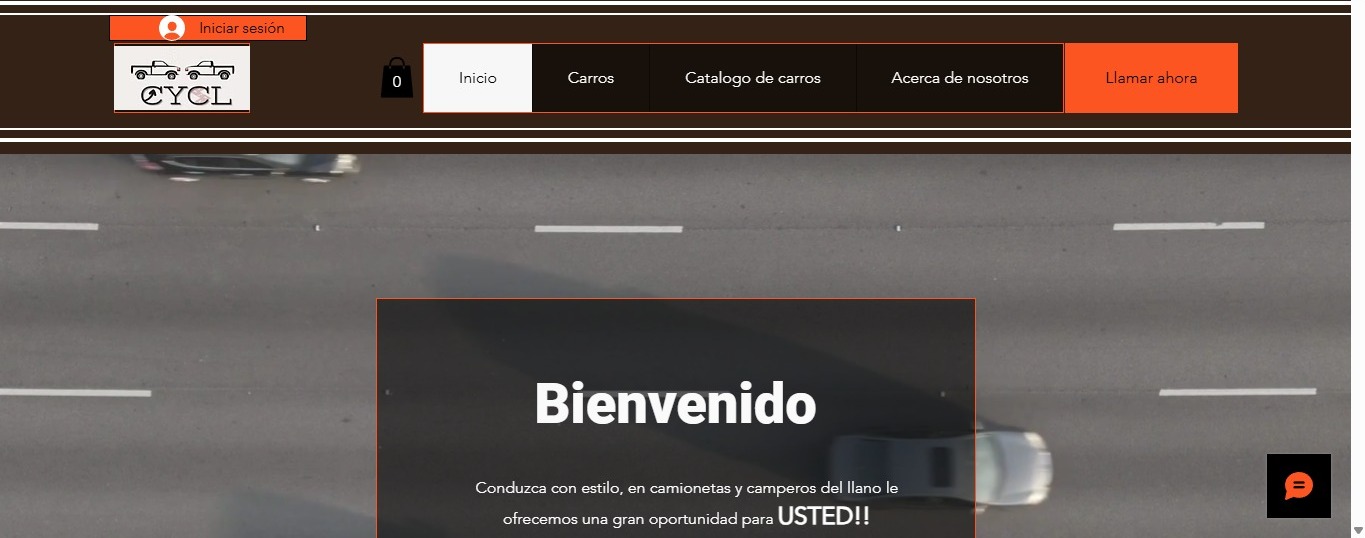 Iniciar sesión
CYCL
0
Inicio
Carros
Catalogo de carros
Acerca de nosotros
Llamar ahora
Bienvenido
Conduzca con estilo, en camionetas y camperos del llano le
ofrecemos una gran oportunidad para USTED!!